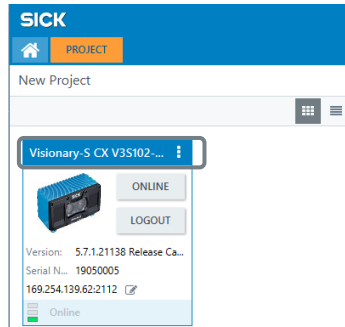 SICK
PROJECT
New Project
Visionary-S CX V3S102-...
ONLINE
LOGOUT
Version: 5.7.1.21138 Release Ca...
Serial N... 19050005
169.254.139.62:2112
Online